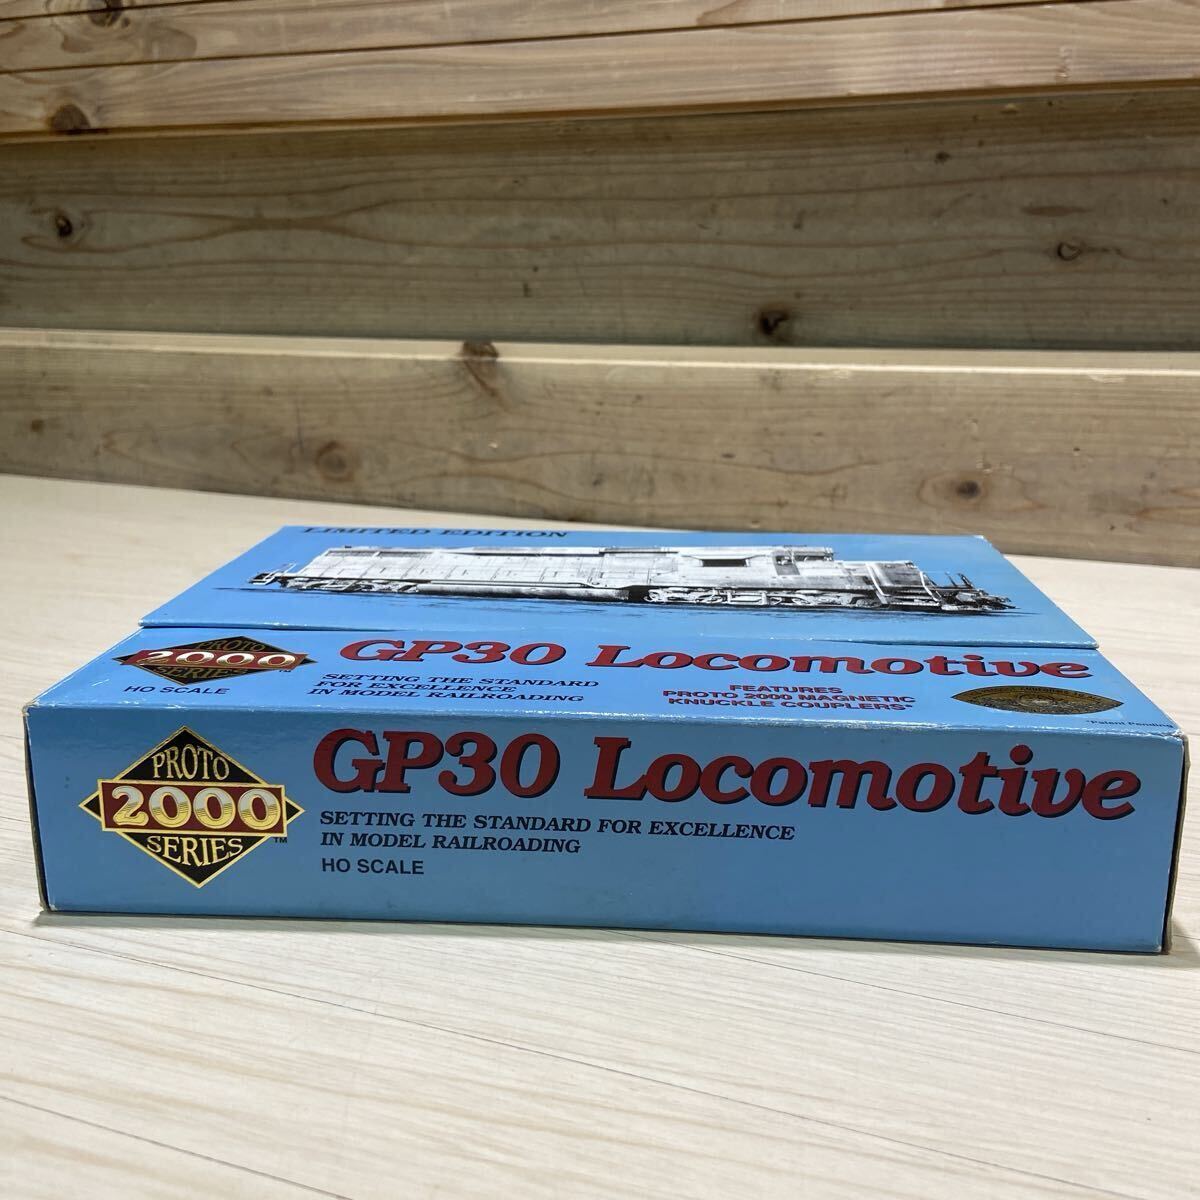 LIMITED EDITION
PROTO
2000
SERIES
HO SCALE
GP30 Locomotive
SETTING THE STANDARD
FOR EXCELLENCE
IN MODEL RAILROADING
FEATURES
PROTO 2000 MAGNETIC
KNUCKLE COUPLERS*
*Patent Pending
PROTO
2000
SERIES
TM
GP30 Locomotive
SETTING THE STANDARD FOR EXCELLENCE
IN MODEL RAILROADING
HO SCALE